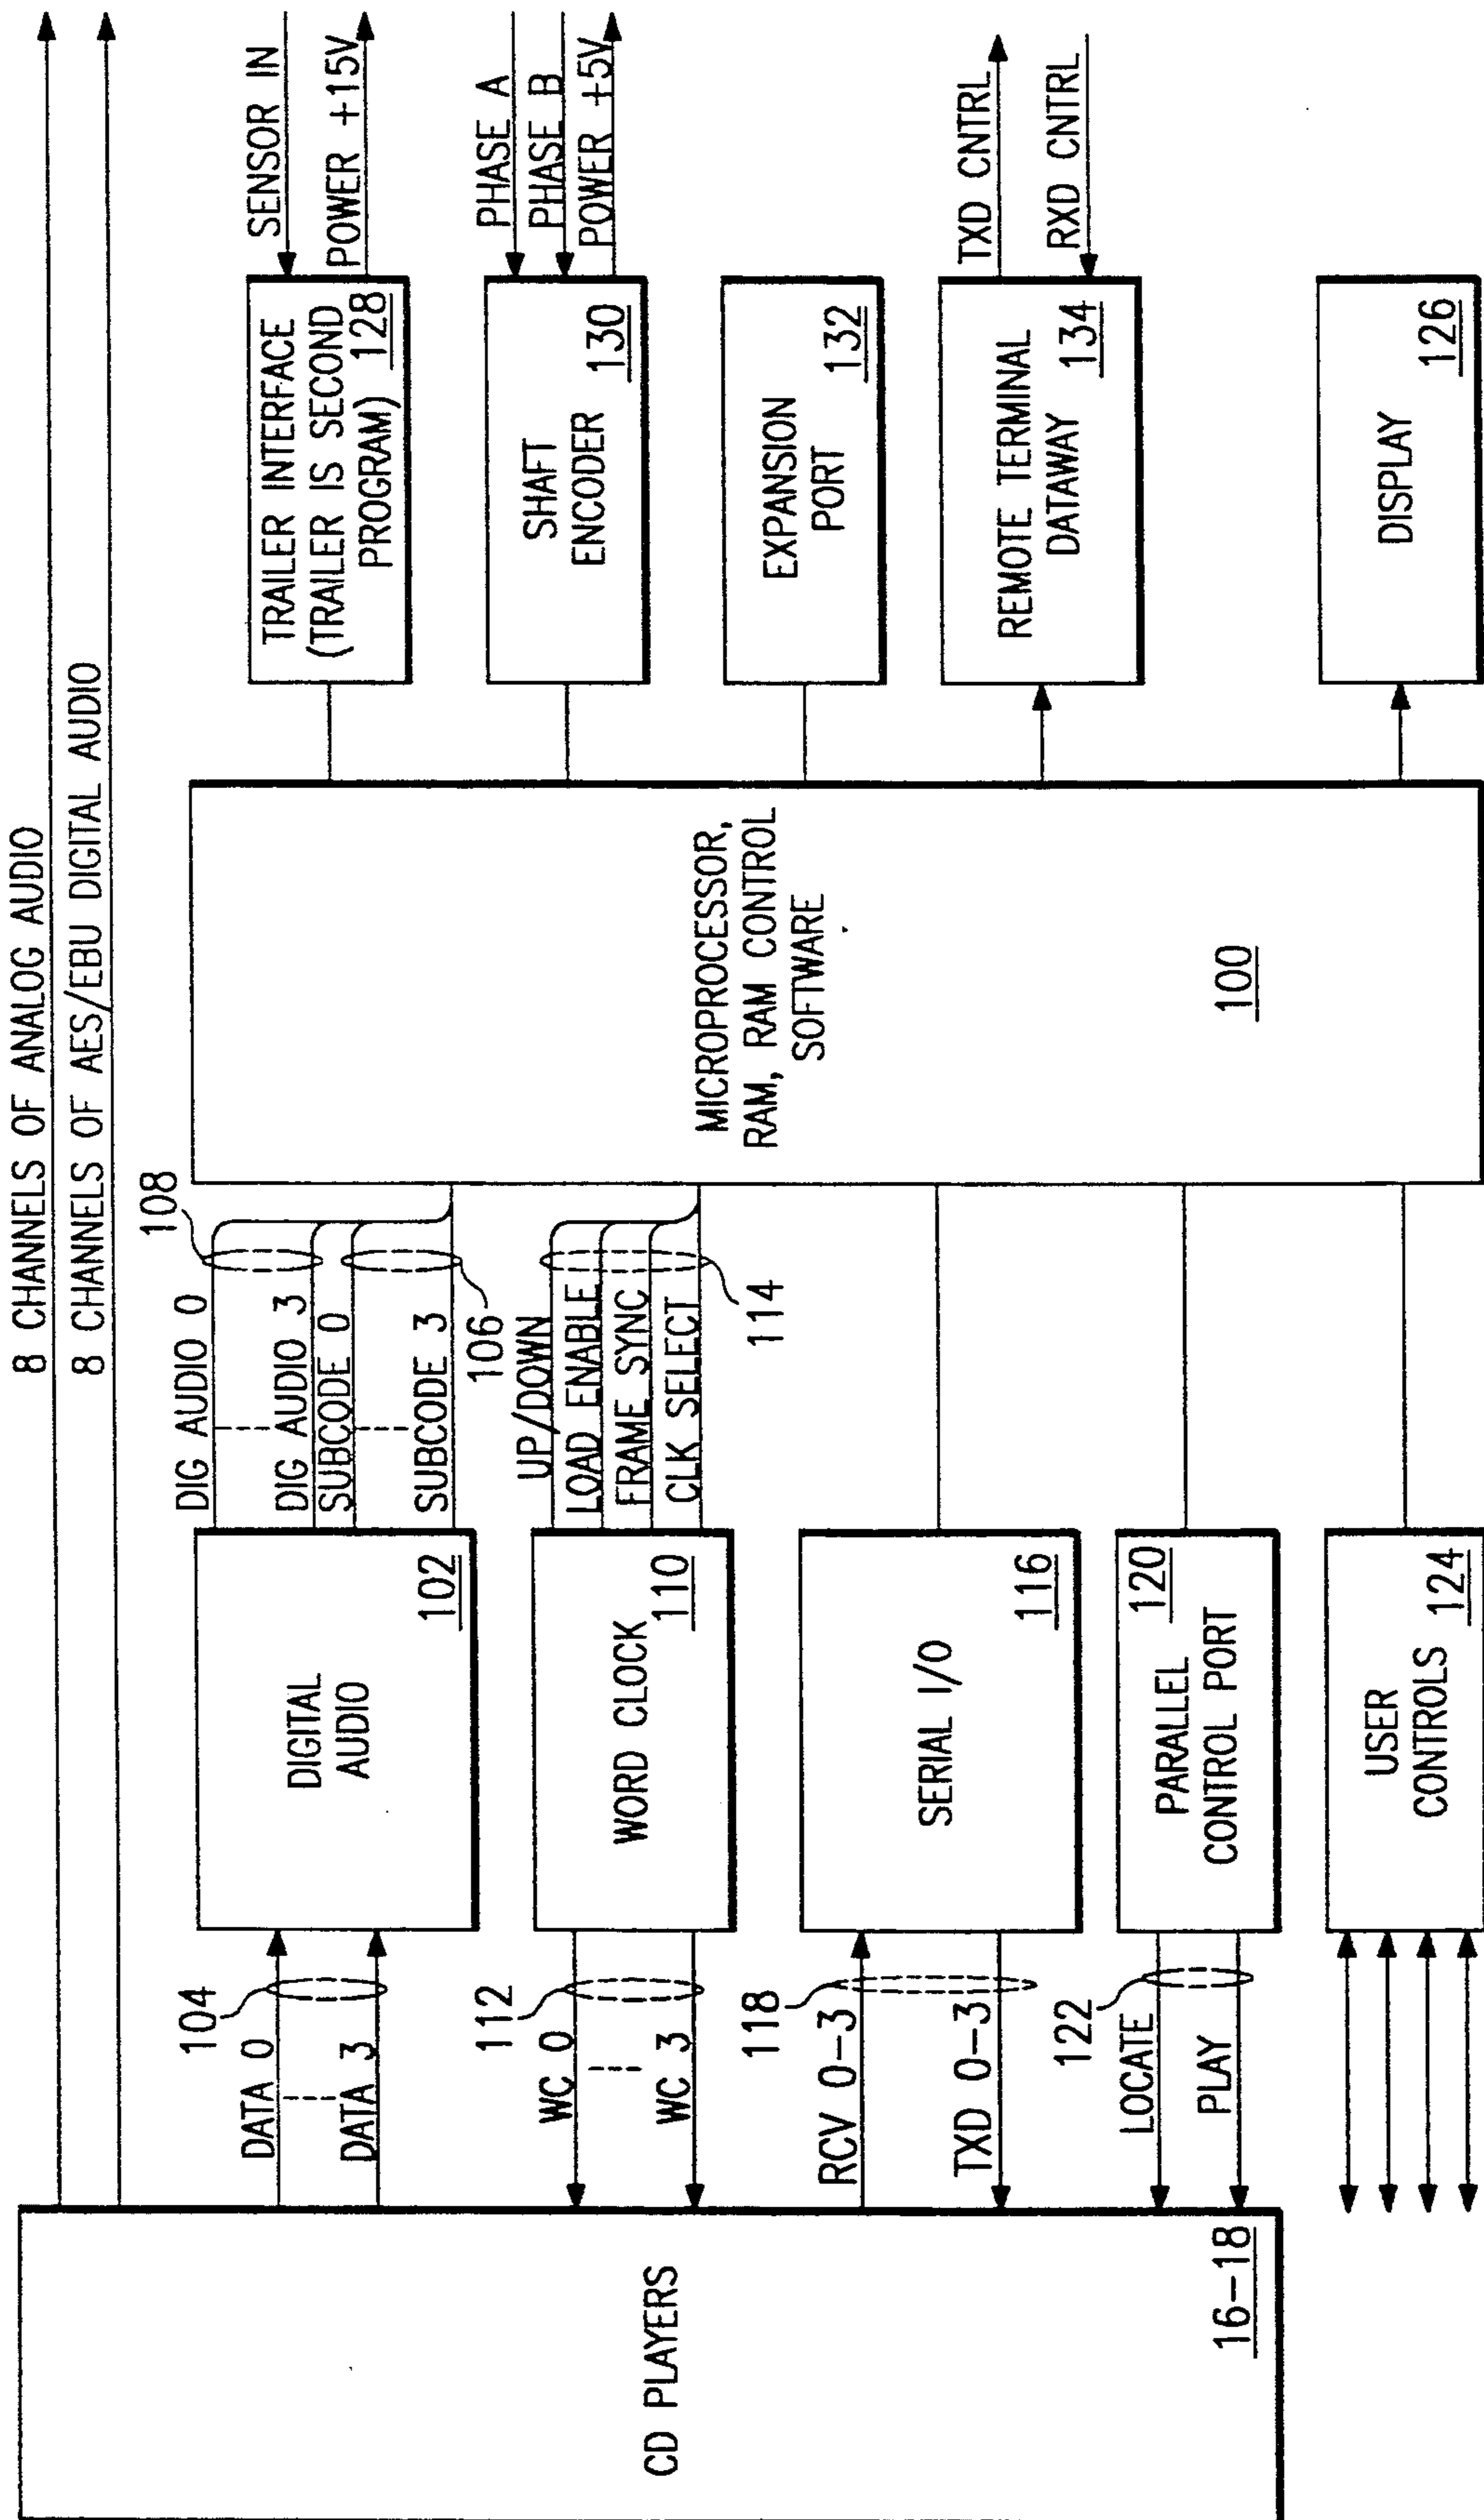 8 CHANNELS OF ANALOG AUDIO
8 CHANNELS OF AES/EBU DIGITAL AUDIO
CD PLAYERS
16-18
DATA 0
DATA 3
104
WC 0
WC 3
112
RCV 0-3
TXD 0-3
118
LOCATE
PLAY
122
DIGITAL
AUDIO
102
WORD CLOCK
110
SERIAL I/O
116
PARALLEL
CONTROL PORT
120
USER
CONTROLS
124
DIG AUDIO 0
DIG AUDIO 3
SUBCODE 0
SUBCODE 3
108
106
UP/DOWN
LOAD ENABLE
FRAME SYNC
CLK SELECT
114
MICROPROCESSOR,
RAM, RAM CONTROL
SOFTWARE
100
TRAILER INTERFACE
(TRAILER IS SECOND
PROGRAM)
128
SHAFT
ENCODER
130
EXPANSION
PORT
132
REMOTE TERMINAL
DATAWAY
134
DISPLAY
126
SENSOR IN
POWER +15V
PHASE A
PHASE B
POWER +5V
TXD CNTRL
RXD CNTRL